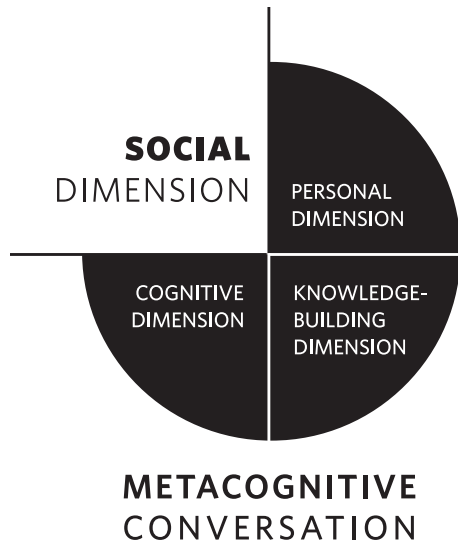 SOCIAL
DIMENSION
PERSONAL
DIMENSION
COGNITIVE
DIMENSION
KNOWLEDGE-
BUILDING
DIMENSION
METACOGNITIVE
CONVERSATION